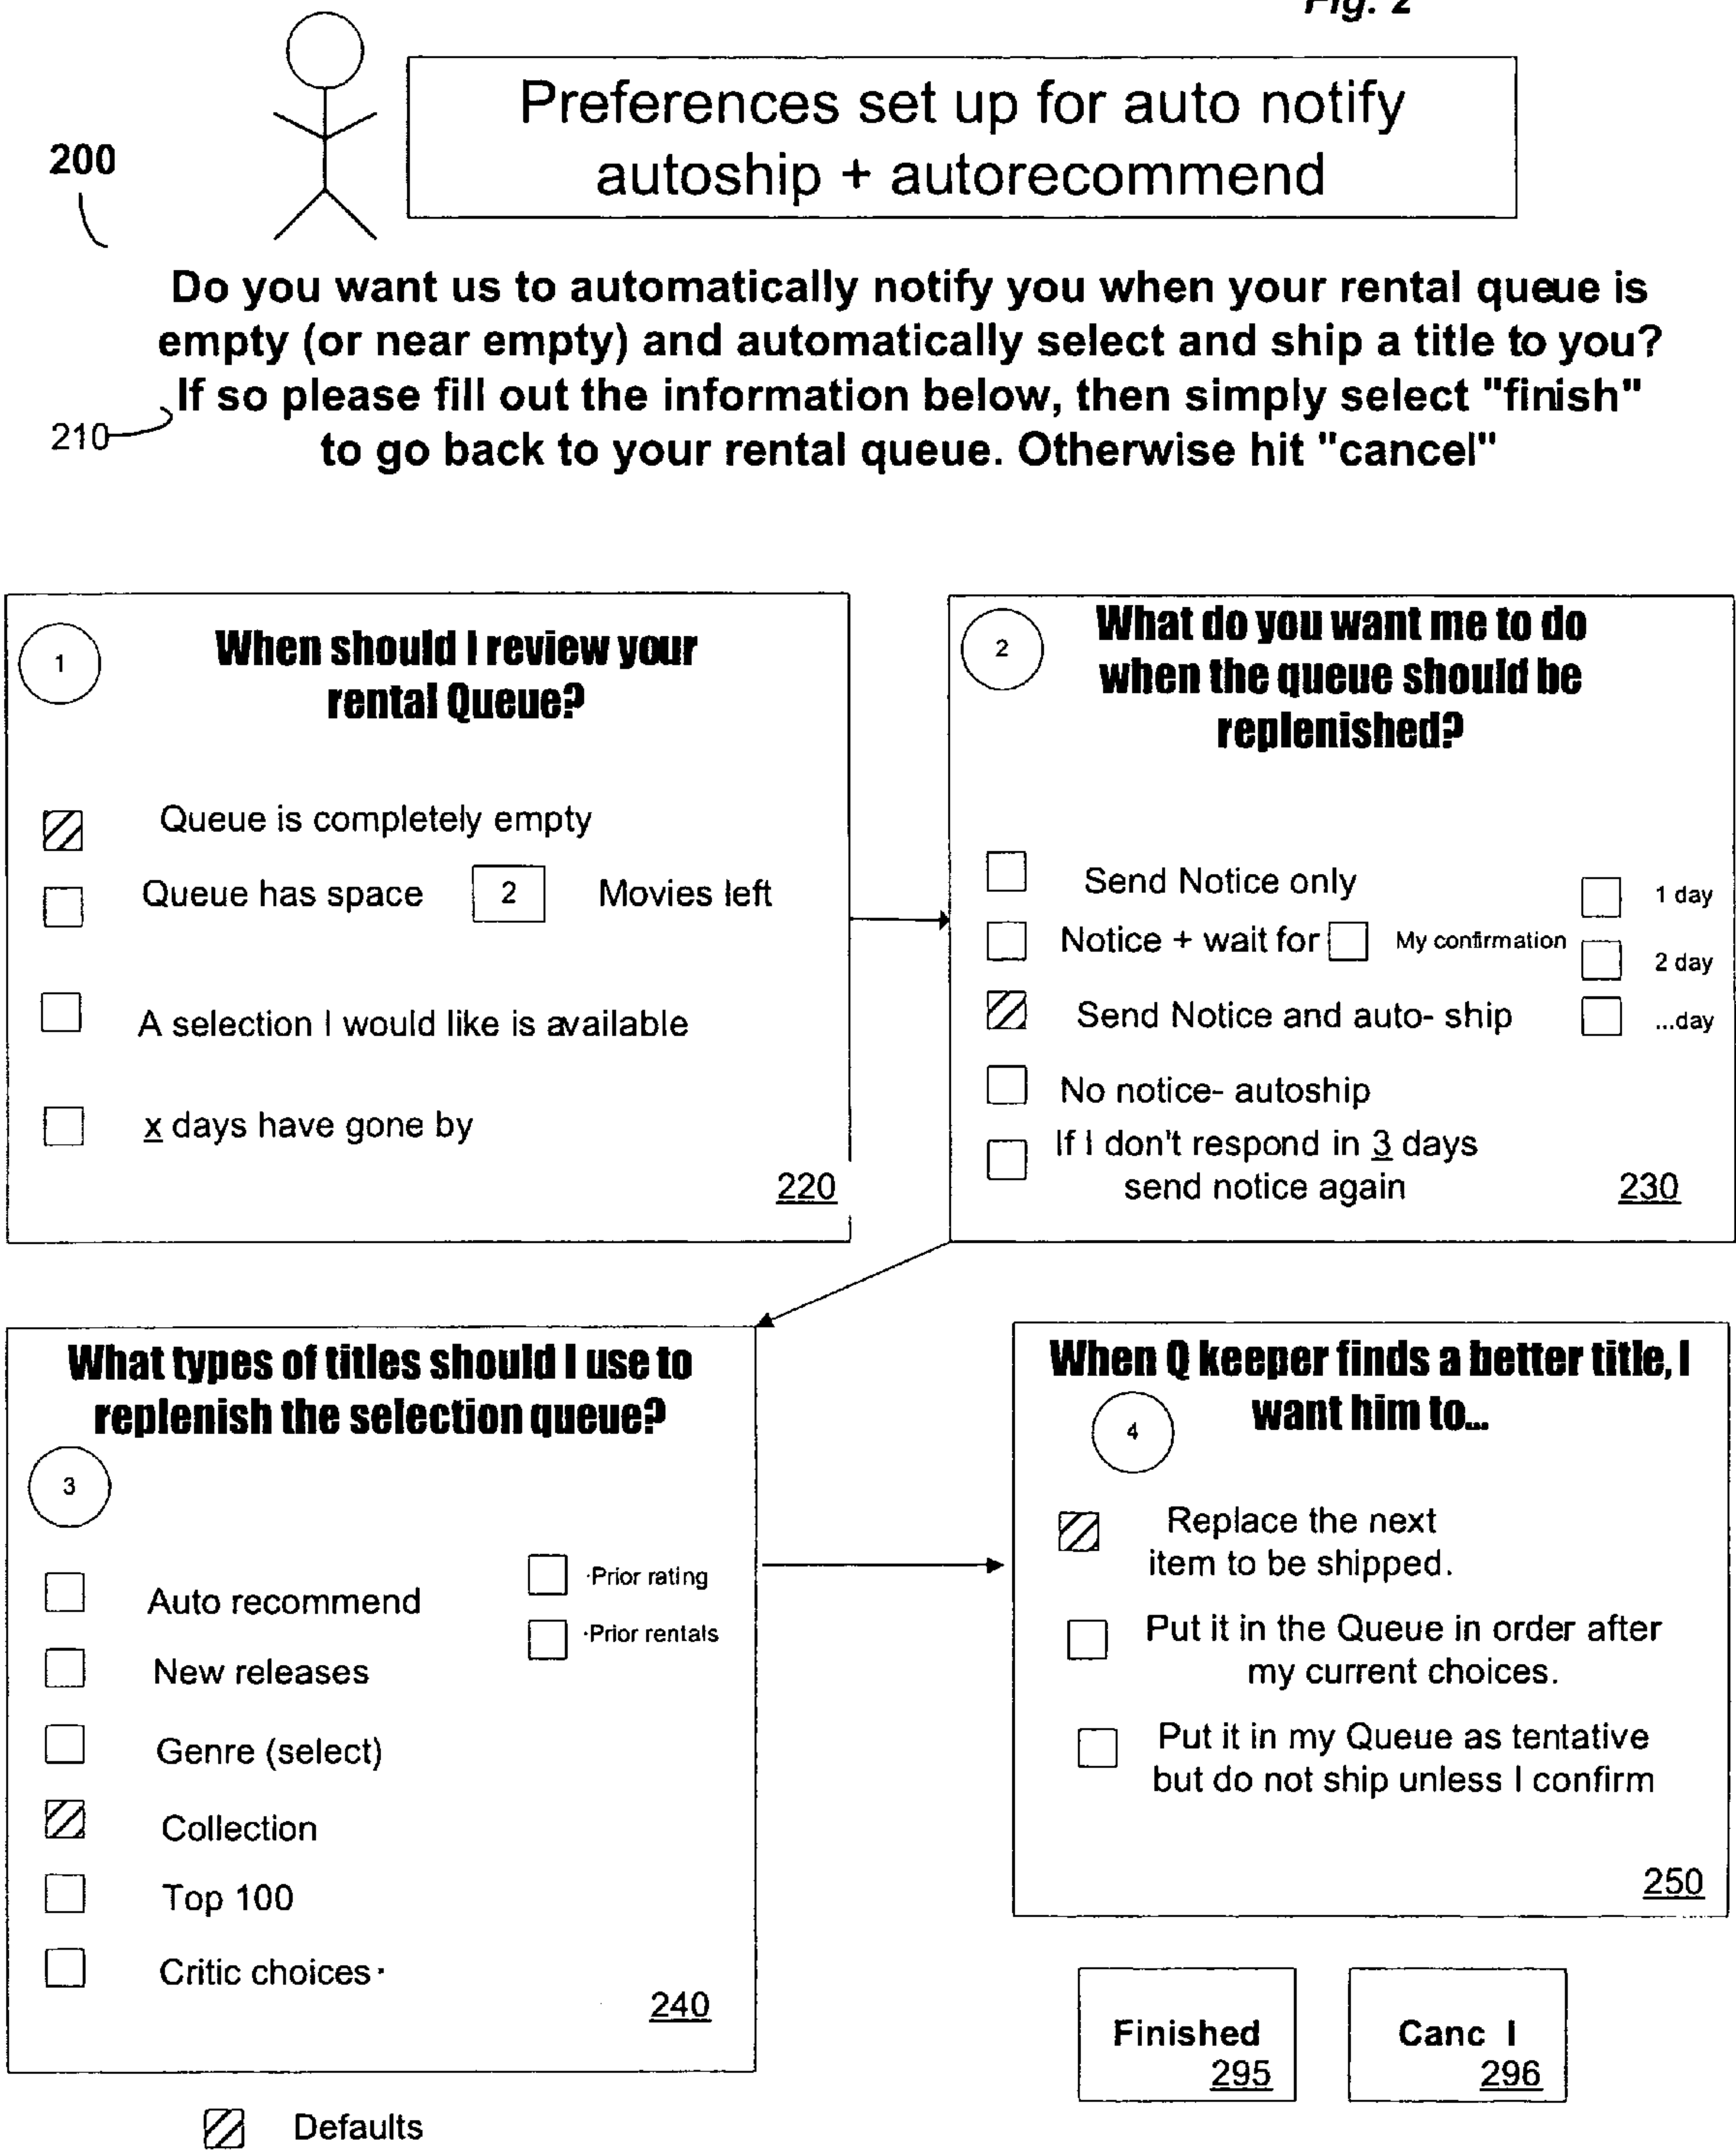 Fig. 2
Preferences set up for auto notify
autoship + autorecommend
200
Do you want us to automatically notify you when your rental queue is
empty (or near empty) and automatically select and ship a title to you?
If so please fill out the information below, then simply select "finish"
210
to go back to your rental queue. Otherwise hit "cancel"
1
When should I review your
rental Queue?
Queue is completely empty
Queue has space 2 Movies left
A selection I would like is available
x days have gone by
220
2
What do you want me to do
when the queue should be
replenished?
Send Notice only
1 day
Notice + wait for My confirmation
2 day
Send Notice and auto- ship
...day
No notice- autoship
If I don't respond in 3 days
send notice again
230
What types of titles should I use to
replenish the selection queue?
3
Auto recommend
·Prior rating
·Prior rentals
New releases
Genre (select)
Collection
Top 100
Critic choices·
240
When Q keeper finds a better title, I
want him to...
4
Replace the next
item to be shipped.
Put it in the Queue in order after
my current choices.
Put it in my Queue as tentative
but do not ship unless I confirm
250
Finished
295
Canc l
296
Defaults